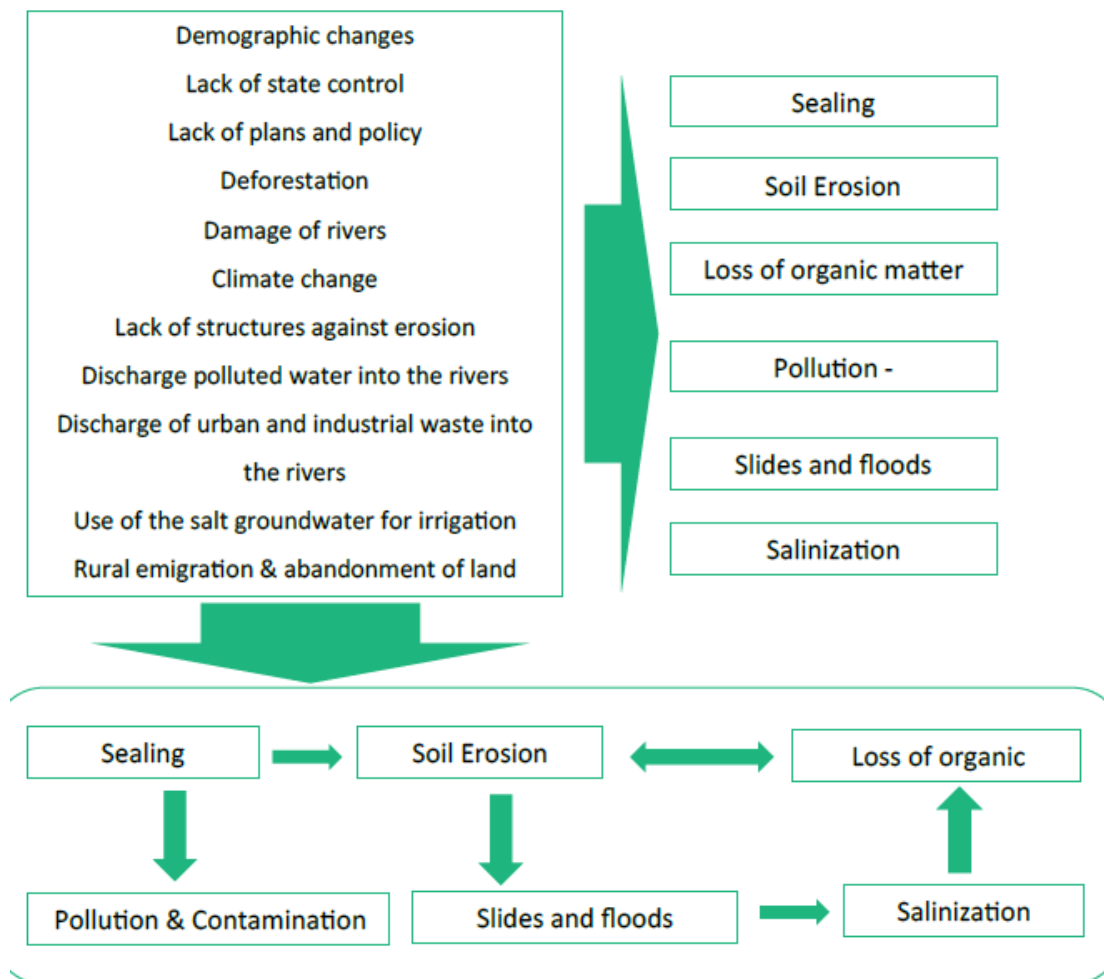 Demographic changes
Lack of state control
Lack of plans and policy
Deforestation
Damage of rivers
Climate change
Lack of structures against erosion
Discharge polluted water into the rivers
Discharge of urban and industrial waste into
the rivers
Use of the salt groundwater for irrigation
Rural emigration & abandonment of land
Sealing
Soil Erosion
Loss of organic matter
Pollution -
Slides and floods
Salinization
Sealing
Soil Erosion
Loss of organic
Pollution & Contamination
Slides and floods
Salinization